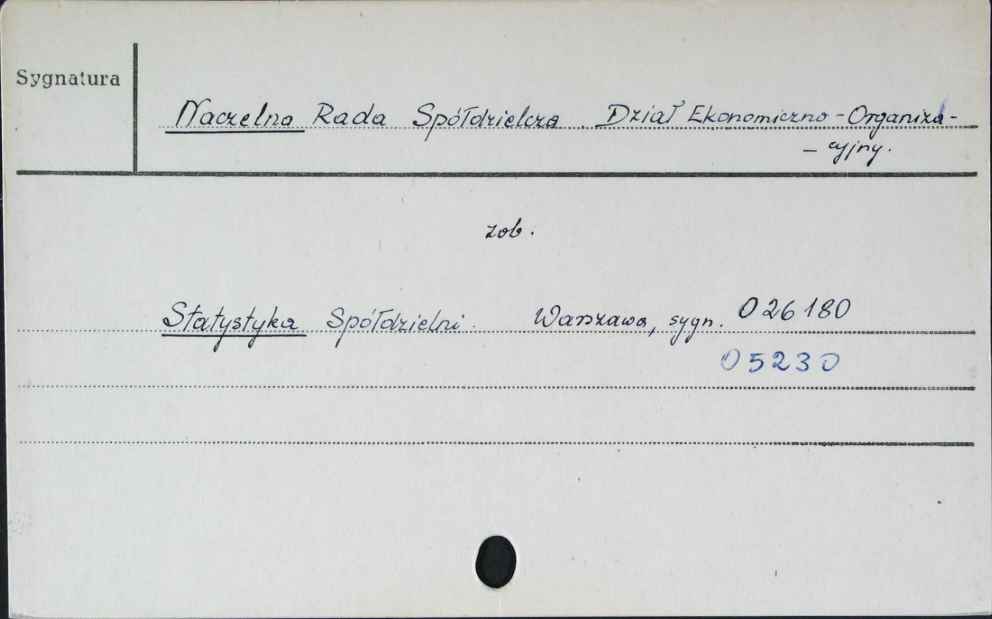 Sygnatura
Naczelna Rada Spółdzielcza. Dział Ekonomiczno-Organiza-
- cyjny.
zob.
Statystyka Spółdzielni. Warszawa, sygn. 026180
05230